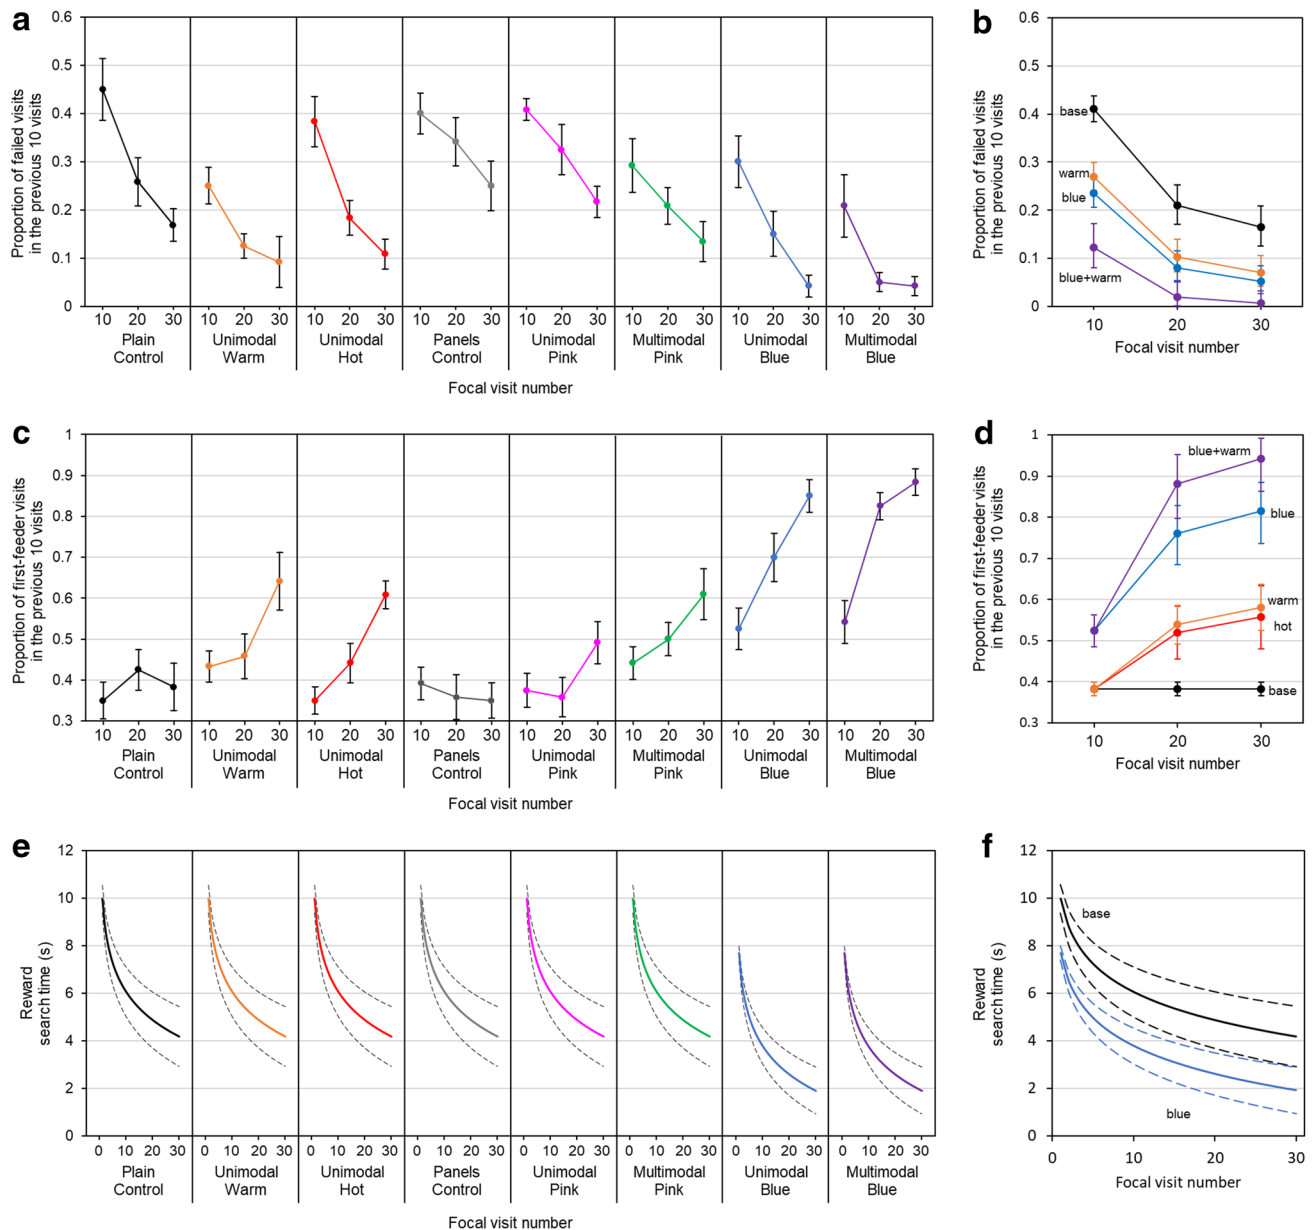 a
Proportion of failed visits
in the previous 10 visits
0.6
0.5
0.4
0.3
0.2
0.1
0
10 20 30 10 20 30 10 20 30 10 20 30 10 20 30 10 20 30 10 20 30 10 20 30
Plain Unimodal Unimodal Panels Unimodal Multimodal Unimodal Multimodal
Control Warm Hot Control Pink Pink Blue Blue
Focal visit number
b
Proportion of failed visits
in the previous 10 visits
0.6
0.5
0.4
0.3
0.2
0.1
0
base
warm
blue
blue+warm
10 20 30
Focal visit number
c
Proportion of first-feeder visits
in the previous 10 visits
1
0.9
0.8
0.7
0.6
0.5
0.4
0.3
10 20 30 10 20 30 10 20 30 10 20 30 10 20 30 10 20 30 10 20 30 10 20 30
Plain Unimodal Unimodal Panels Unimodal Multimodal Unimodal Multimodal
Control Warm Hot Control Pink Pink Blue Blue
Focal visit number
d
Proportion of first-feeder visits
in the previous 10 visits
1
0.9
0.8
0.7
0.6
0.5
0.4
0.3
blue+warm
blue
warm
hot
base
10 20 30
Focal visit number
e
Reward
search time (s)
12
10
8
6
4
2
0
0 10 20 30 0 10 20 30 0 10 20 30 0 10 20 30 0 10 20 30 0 10 20 30 0 10 20 30 0 10 20 30
Plain Unimodal Unimodal Panels Unimodal Multimodal Unimodal Multimodal
Control Warm Hot Control Pink Pink Blue Blue
Focal visit number
f
Reward
search time (s)
12
10
8
6
4
2
0
base
blue
0 10 20 30
Focal visit number